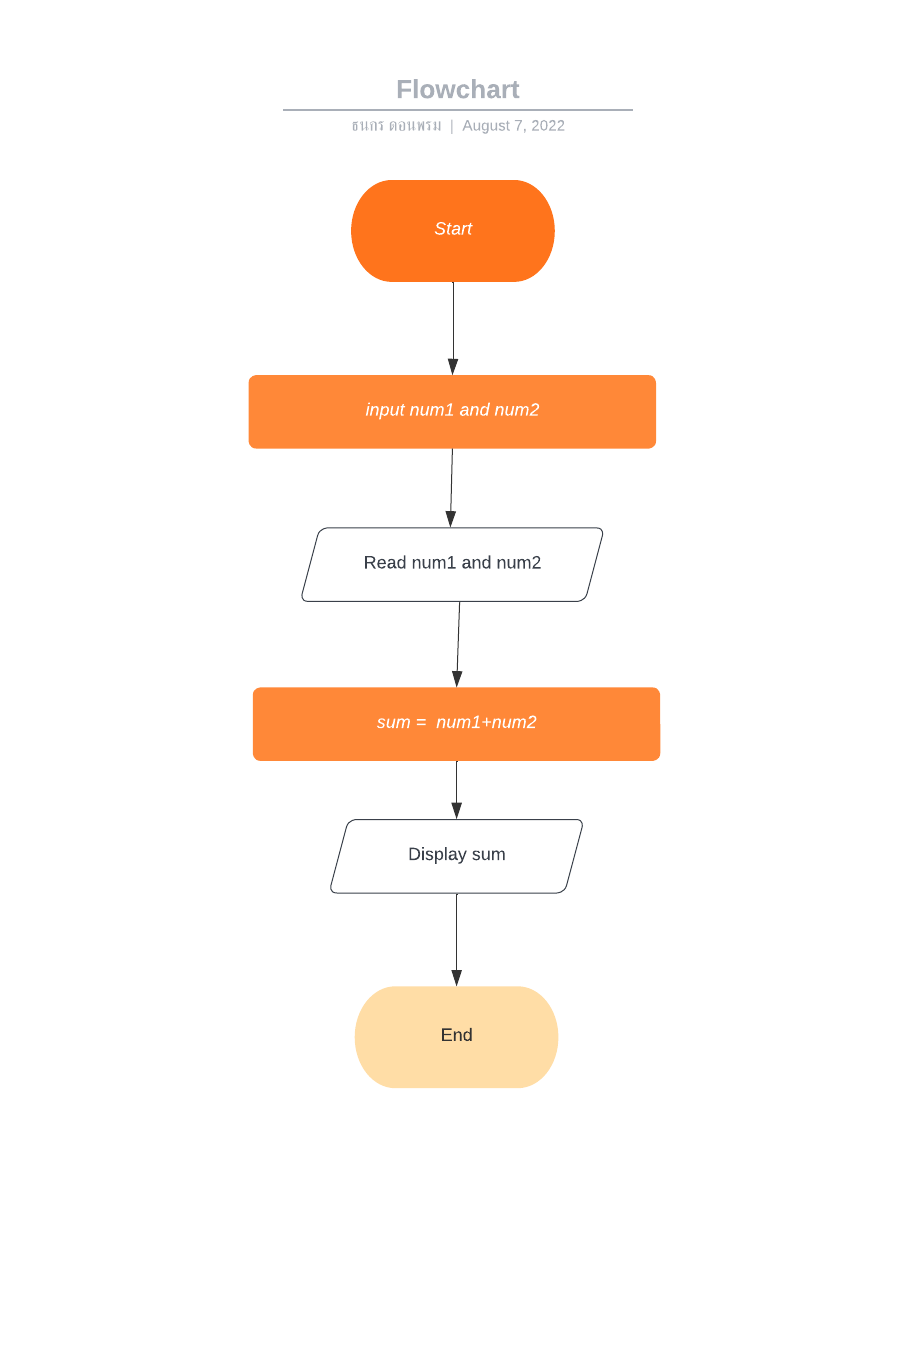 Flowchart
ธนกร ดอนพรม | August 7, 2022
Start
input num1 and num2
Read num1 and num2
sum =  num1+num2
Display sum
End